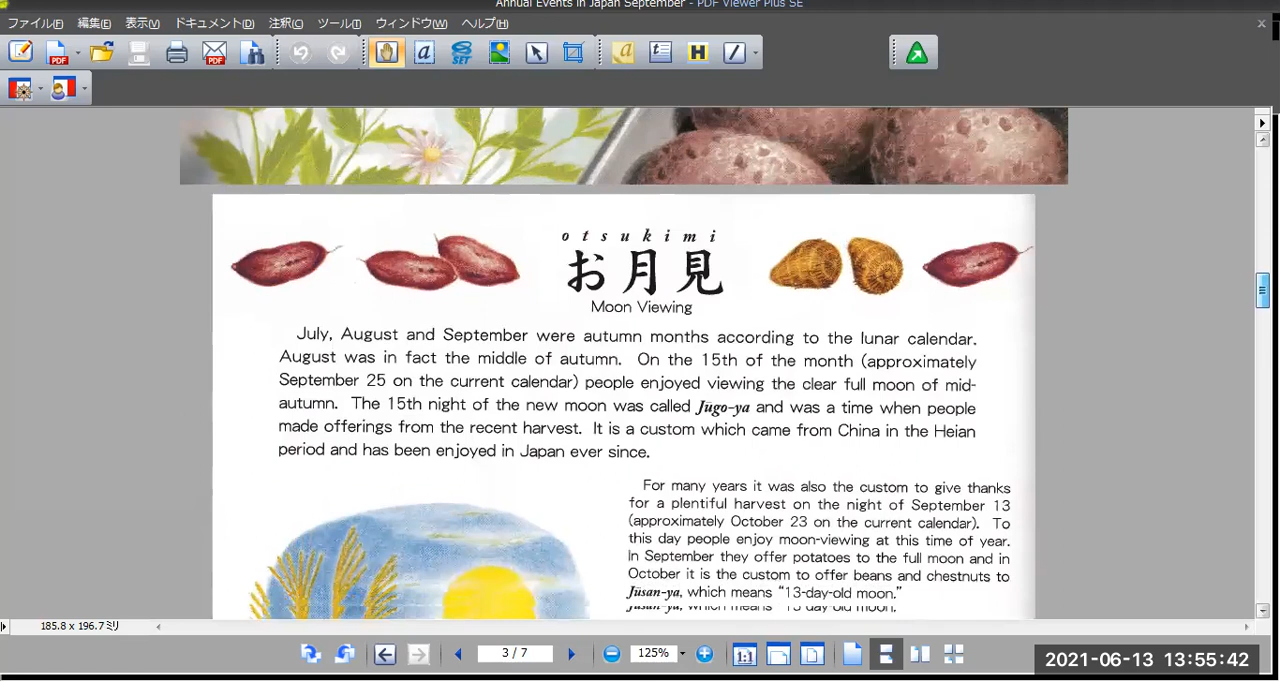 Annual Events in Japan September - PDF Viewer Plus SE
ファイル(F) 編集(E) 表示(V) ドキュメント(D) 注釈(C) ツール(T) ウィンドウ(W) ヘルプ(H)
otsukimi
お月見
Moon Viewing
July, August and September were autumn months according to the lunar calendar.
August was in fact the middle of autumn. On the 15th of the month (approximately
September 25 on the current calendar) people enjoyed viewing the clear full moon of mid-
autumn. The 15th night of the new moon was called Jūgo-ya and was a time when people
made offerings from the recent harvest. It is a custom which came from China in the Heian
period and has been enjoyed in Japan ever since.
For many years it was also the custom to give thanks
for a plentiful harvest on the night of September 13
(approximately October 23 on the current calendar). To
this day people enjoy moon-viewing at this time of year.
In September they offer potatoes to the full moon and in
October it is the custom to offer beans and chestnuts to
Jūsan-ya, which means "13-day-old moon."
185.8 x 196.7 ミリ
3 / 7
125%
1:1
2021-06-13 13:55:42